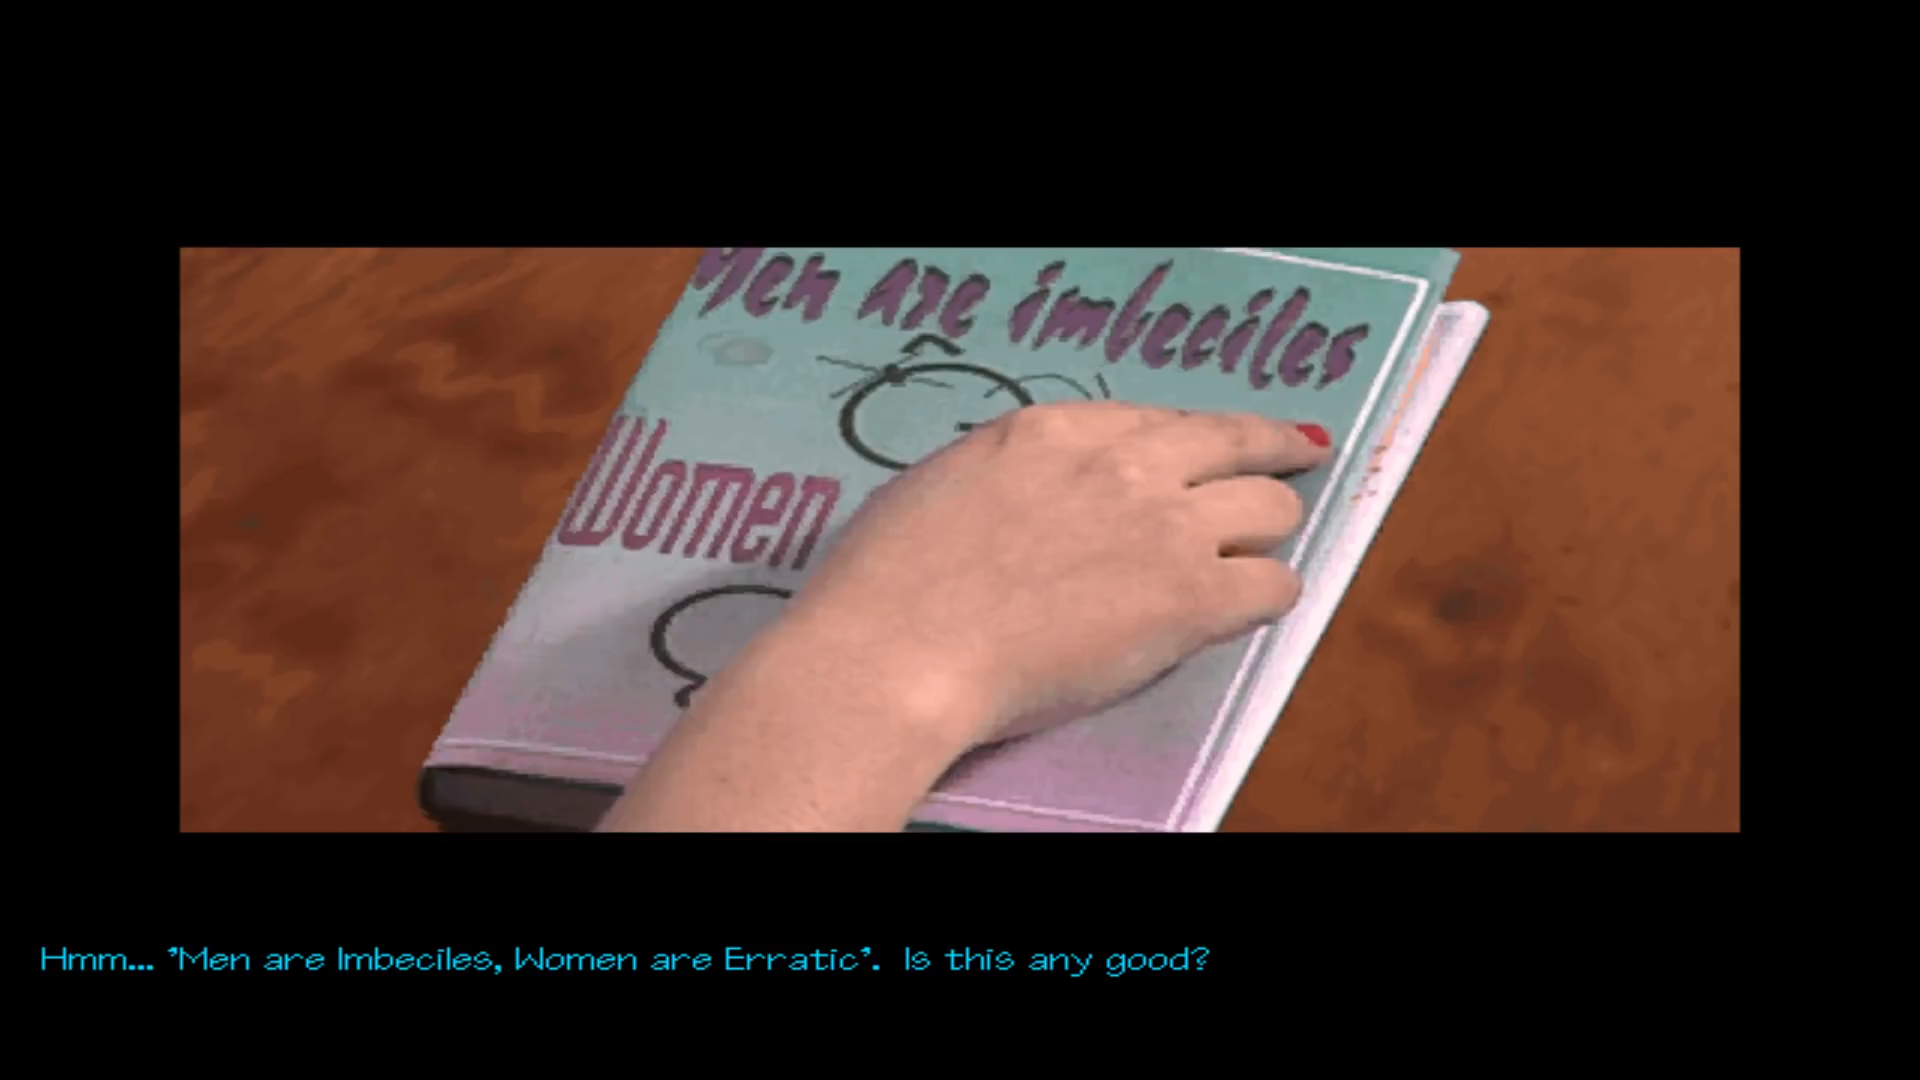 Men are imbeciles
Women
Hmm... 'Men are Imbeciles, Women are Erratic'.  Is this any good?